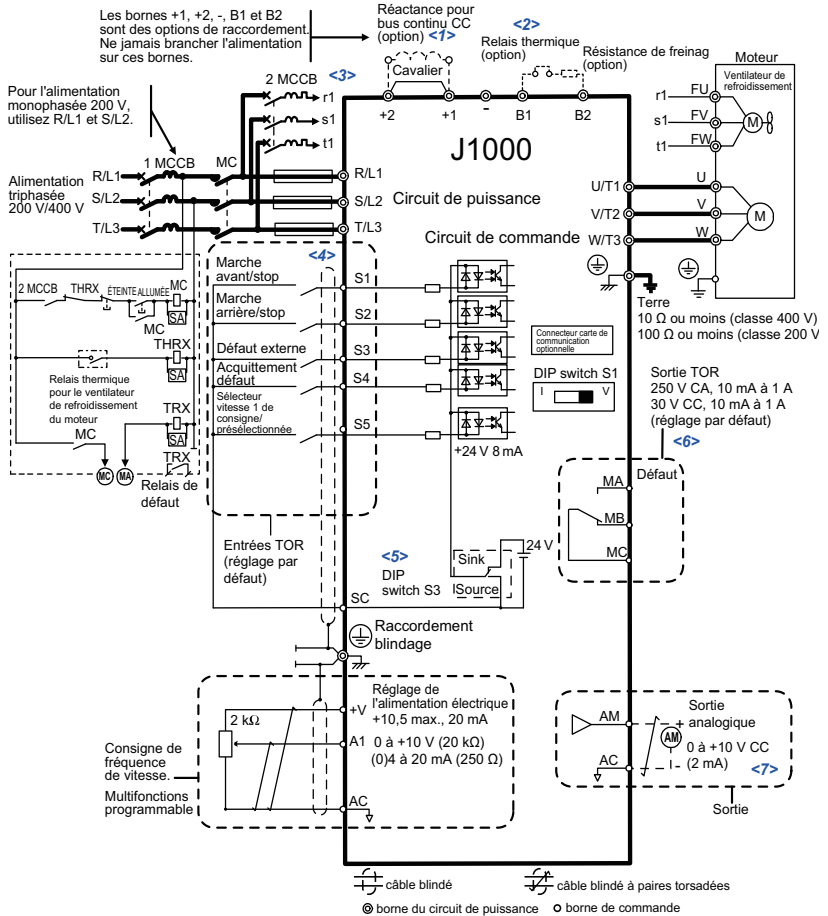 Les bornes +1, +2, -, B1 et B2
sont des options de raccordement.
Ne jamais brancher l'alimentation
sur ces bornes.
Réactance pour
bus continu CC
(option) <1>
Cavalier
<2>
Relais thermique
(option)
Résistance de freinag
(option)
Moteur
Ventilateur de
refroidissement
r1
FU
s1
FV
t1
FW
M
Pour l'alimentation
monophasée 200 V,
utilisez R/L1 et S/L2.
2 MCCB
<3>
r1
s1
t1
+2
+1
-
B1
B2
J1000
1 MCCB
MC
Alimentation
triphasée
200 V/400 V
R/L1
S/L2
T/L3
R/L1
S/L2
T/L3
Circuit de puissance
Circuit de commande
U/T1
V/T2
W/T3
U
V
W
M
Terre
10 Ω ou moins (classe 400 V)
100 Ω ou moins (classe 200 V
2 MCCB
THRX
ÉTEINTE
ALLUMÉE
MC
SA
MC
THRX
SA
Relais thermique
pour le ventilateur
de refroidissement
du moteur
TRX
SA
MC
TRX
MC
MA
Relais de
défaut
<4>
Marche
avant/stop
S1
Marche
arrière/stop
S2
Défaut externe
S3
Acquittement
défaut
S4
Sélecteur
vitesse 1 de
consigne/
présélectionnée
S5
+24 V 8 mA
Entrées TOR
(réglage par
défaut)
Connecteur carte de
communication
optionnelle
DIP switch S1
I
V
Sortie TOR
250 V CA, 10 mA à 1 A
30 V CC, 10 mA à 1 A
(réglage par défaut)
<6>
Défaut
MA
MB
MC
<5>
DIP
switch S3
Sink
Source
24 V
SC
Raccordement
blindage
Réglage de
l'alimentation électrique
+10,5 max., 20 mA
+V
2 kΩ
A1
0 à +10 V (20 kΩ)
(0)4 à 20 mA (250 Ω)
AC
Consigne de
fréquence
de vitesse.
Multifonctions
programmable
Sortie
analogique
AM
+
AM
0 à +10 V CC
(2 mA)
AC
-
<7>
Sortie
câble blindé
câble blindé à paires torsadées
borne du circuit de puissance
borne de commande